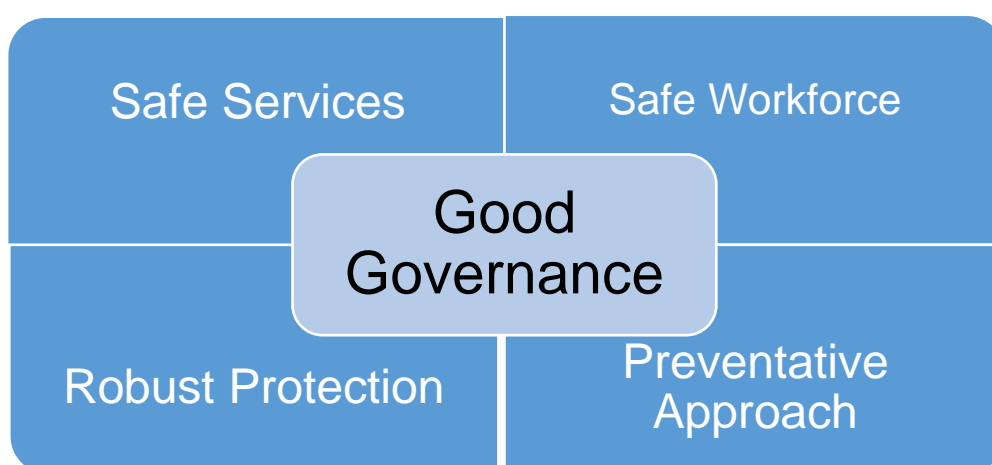 Safe Services
Safe Workforce
Good
Governance
Robust Protection
Preventative
Approach